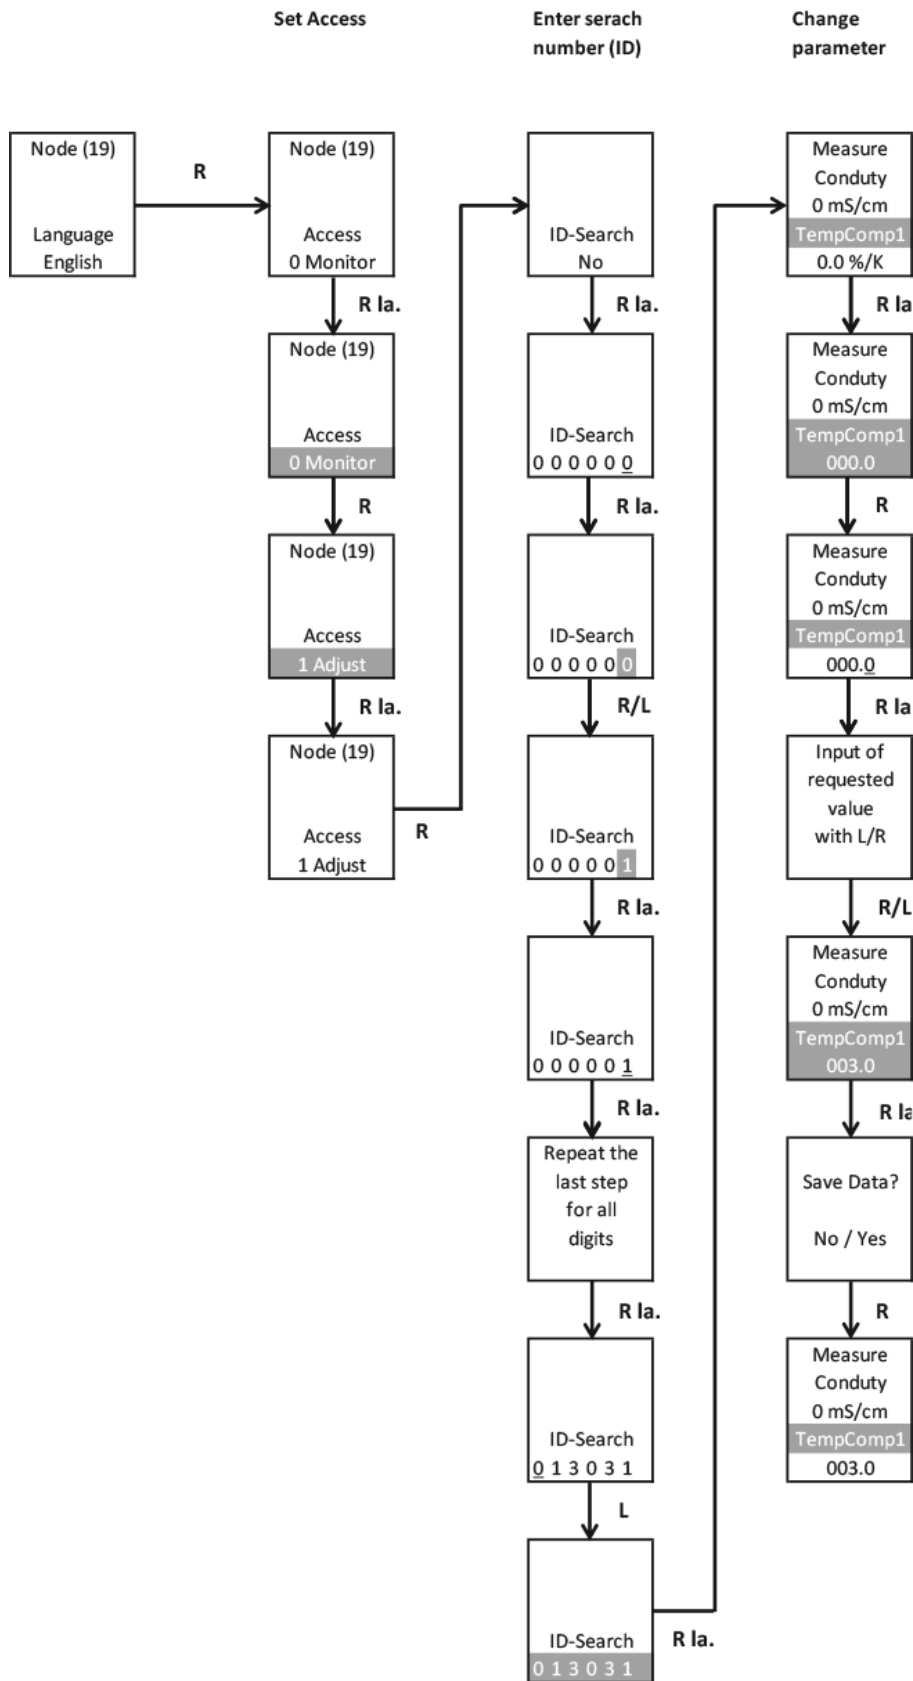 Set Access
Enter serach
number (ID)
Change
parameter
Node (19)
Language
English
R
Node (19)
Access
0 Monitor
R la.
Node (19)
Access
0 Monitor
R
Node (19)
Access
1 Adjust
R la.
Node (19)
Access
1 Adjust
R
ID-Search
No
R la.
ID-Search
0 0 0 0 0 0
R la.
ID-Search
0 0 0 0 0 0
R/L
ID-Search
0 0 0 0 0 1
R la.
ID-Search
0 0 0 0 0 1
R la.
Repeat the
last step
for all
digits
R la.
ID-Search
0 1 3 0 3 1
L
ID-Search
0 1 3 0 3 1
R la.
Measure
Conduty
0 mS/cm
TempComp1
0.0 %/K
R la
Measure
Conduty
0 mS/cm
TempComp1
000.0
R
Measure
Conduty
0 mS/cm
TempComp1
000.0
R la
Input of
requested
value
with L/R
R/L
Measure
Conduty
0 mS/cm
TempComp1
003.0
R la
Save Data?
No / Yes
R
Measure
Conduty
0 mS/cm
TempComp1
003.0